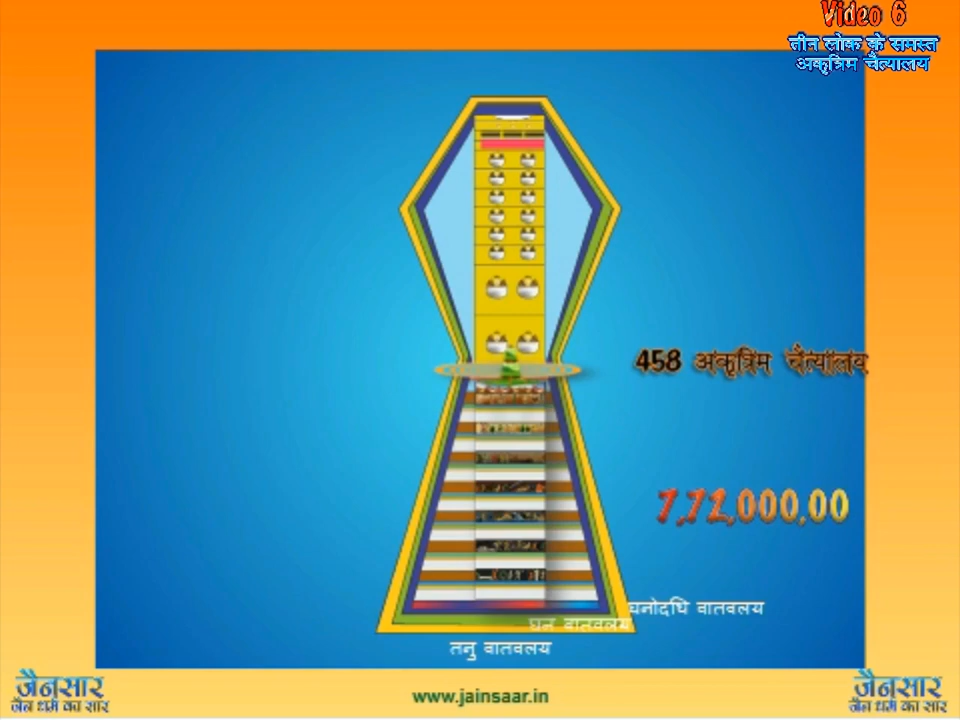 Video 6
तीन लोक के समस्त
अकृत्रिम चैत्यालय
458 अकृत्रिम चैत्यालय
7,72,000,00
घनोदधि वातवलय
घन वातवलय
तनु वातवलय
जैनसार
जैन धर्म का सार
www.jainsaar.in
जैनसार
जैन धर्म का सार